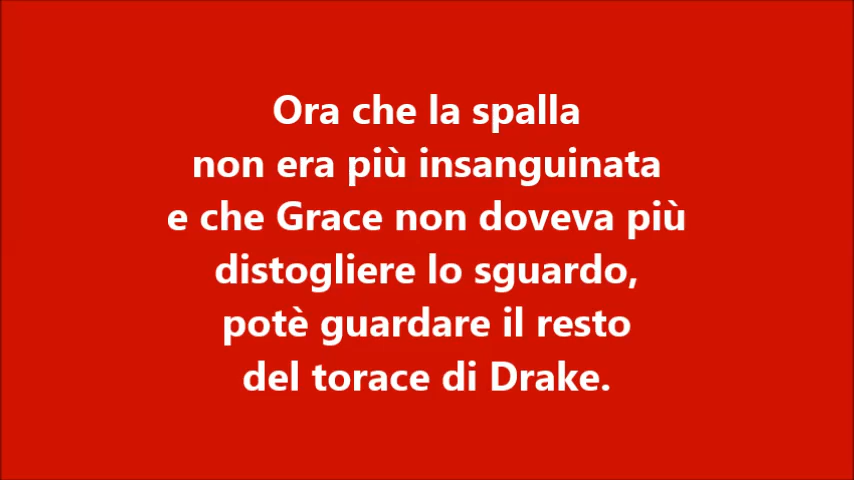 Ora che la spalla
non era più insanguinata
e che Grace non doveva più
distogliere lo sguardo,
potè guardare il resto
del torace di Drake.